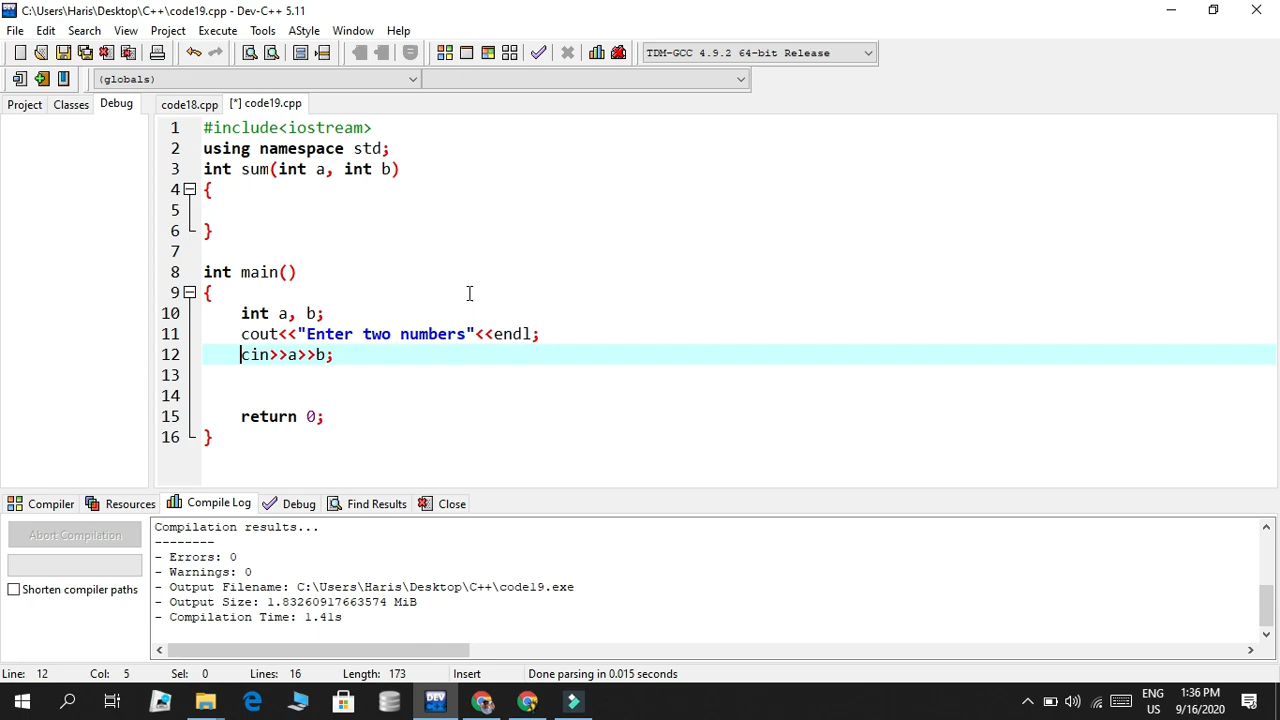 C:\Users\Haris\Desktop\C++\code19.cpp - Dev-C++ 5.11
File Edit Search View Project Execute Tools AStyle Window Help
TDM-GCC 4.9.2 64-bit Release
(globals)
Project Classes Debug code18.cpp [*] code19.cpp
1 #include<iostream>
2 using namespace std;
3 int sum(int a, int b)
4 {
5
6 }
7
8 int main()
9 {
10 int a, b;
11 cout<<"Enter two numbers"<<endl;
12 cin>>a>>b;
13
14
15 return 0;
16 }
Compiler Resources Compile Log Debug Find Results Close
Abort Compilation
Shorten compiler paths
Compilation results...
--------
- Errors: 0
- Warnings: 0
- Output Filename: C:\Users\Haris\Desktop\C++\code19.exe
- Output Size: 1.83260917663574 MiB
- Compilation Time: 1.41s
Line: 12 Col: 5 Sel: 0 Lines: 16 Length: 173 Insert Done parsing in 0.015 seconds
ENG
US
1:36 PM
9/16/2020